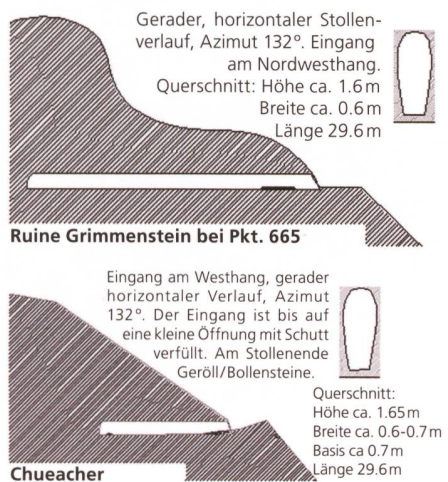 Gerader, horizontaler Stollen-
verlauf, Azimut 132°. Eingang
am Nordwesthang.
Querschnitt: Höhe ca. 1.6 m
Breite ca. 0.6 m
Länge 29.6 m
Ruine Grimmenstein bei Pkt. 665
Eingang am Westhang, gerader
horizontaler Verlauf, Azimut
132°. Der Eingang ist bis auf
eine kleine Öffnung mit Schutt
verfüllt. Am Stollenende
Geröll/Bollensteine.
Querschnitt:
Höhe ca. 1.65 m
Breite ca. 0.6-0.7 m
Basis ca 0.7 m
Länge 29.6 m
Chueacher